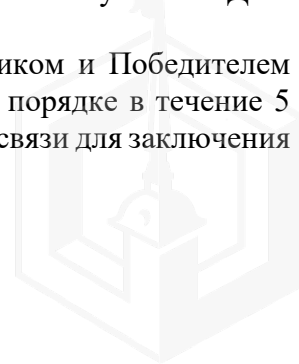 иком и Победителем
порядке в течение 5
связи для заключения